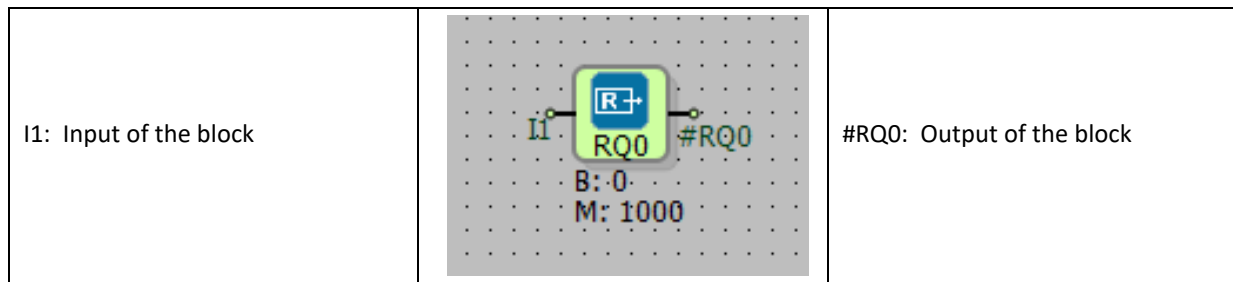 I1:  Input of the block
R
I1
RQ0
#RQ0
B: 0
M: 1000
#RQ0:  Output of the block